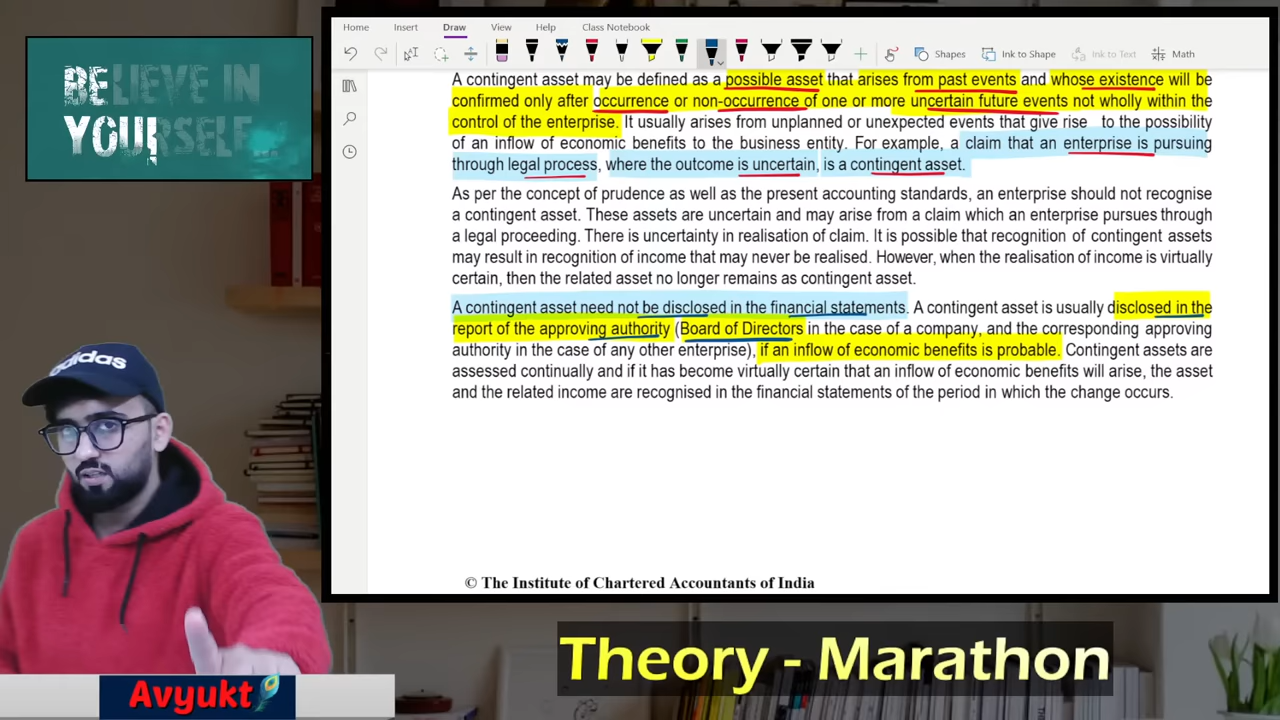 BELIEVE IN
YOURSELF
Home Insert Draw View Help Class Notebook
Shapes Ink to Shape Ink to Text Math
A contingent asset may be defined as a possible asset that arises from past events and whose existence will be
confirmed only after occurrence or non-occurrence of one or more uncertain future events not wholly within the
control of the enterprise. It usually arises from unplanned or unexpected events that give rise to the possibility
of an inflow of economic benefits to the business entity. For example, a claim that an enterprise is pursuing
through legal process, where the outcome is uncertain, is a contingent asset.
As per the concept of prudence as well as the present accounting standards, an enterprise should not recognise
a contingent asset. These assets are uncertain and may arise from a claim which an enterprise pursues through
a legal proceeding. There is uncertainty in realisation of claim. It is possible that recognition of contingent assets
may result in recognition of income that may never be realised. However, when the realisation of income is virtually
certain, then the related asset no longer remains as contingent asset.
A contingent asset need not be disclosed in the financial statements. A contingent asset is usually disclosed in the
report of the approving authority (Board of Directors in the case of a company, and the corresponding approving
authority in the case of any other enterprise), if an inflow of economic benefits is probable. Contingent assets are
assessed continually and if it has become virtually certain that an inflow of economic benefits will arise, the asset
and the related income are recognised in the financial statements of the period in which the change occurs.
© The Institute of Chartered Accountants of India
adidas
Theory - Marathon
Avyukt